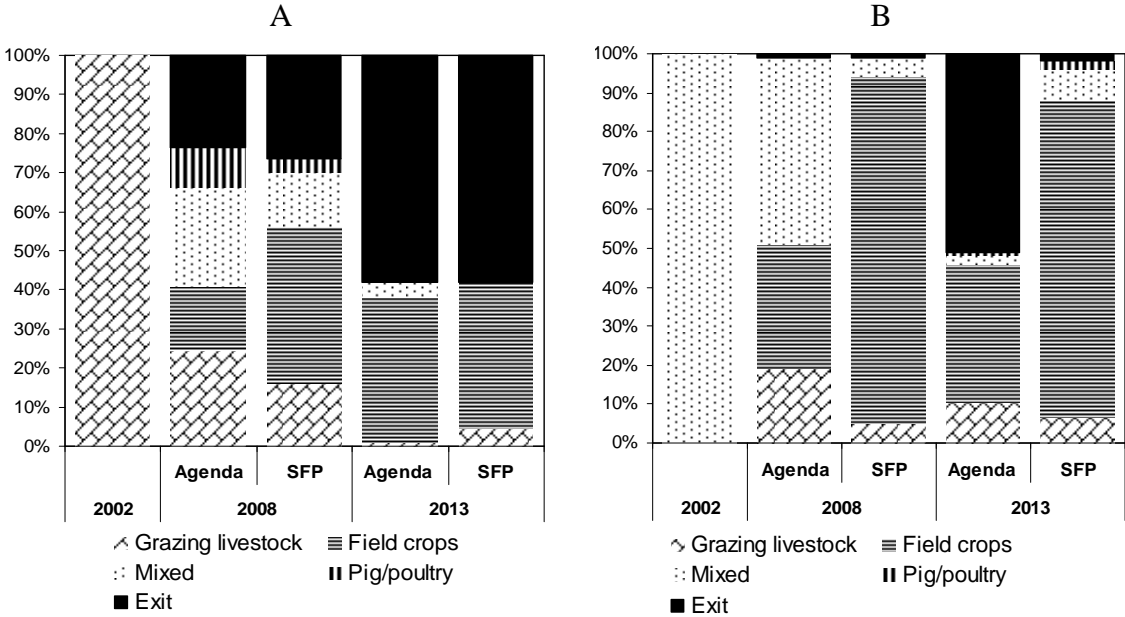 A
100%
90%
80%
70%
60%
50%
40%
30%
20%
10%
0%
Agenda SFP Agenda SFP
2002 2008 2013
Grazing livestock Field crops
Mixed Pig/poultry
Exit
B
100%
90%
80%
70%
60%
50%
40%
30%
20%
10%
0%
Agenda SFP Agenda SFP
2002 2008 2013
Grazing livestock Field crops
Mixed Pig/poultry
Exit